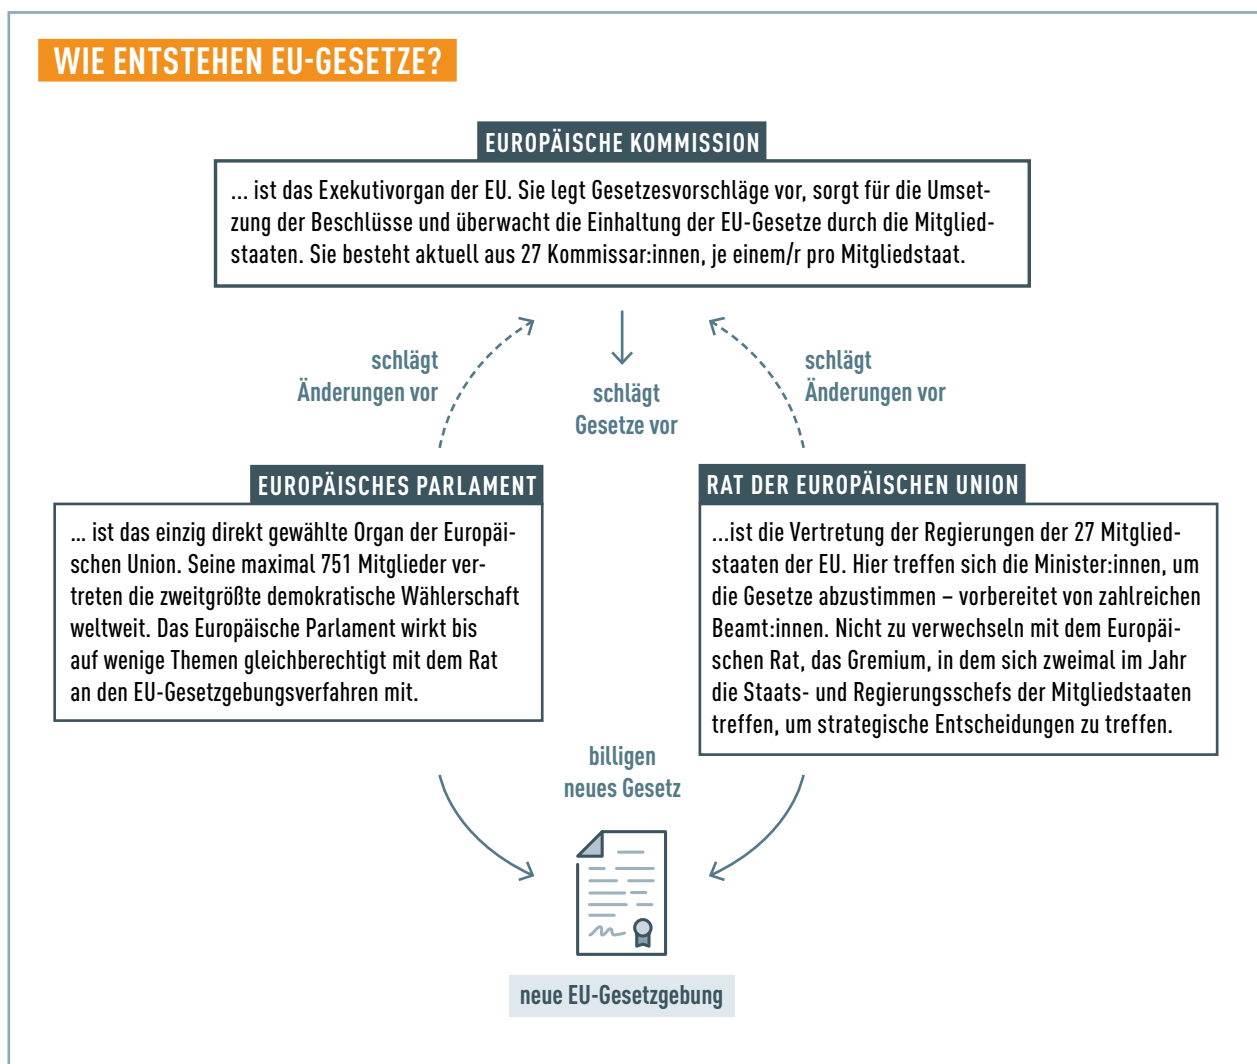 WIE ENTSTEHEN EU-GESETZE?
EUROPÄISCHE KOMMISSION
... ist das Exekutivorgan der EU. Sie legt Gesetzesvorschläge vor, sorgt für die Umset-
zung der Beschlüsse und überwacht die Einhaltung der EU-Gesetze durch die Mitglied-
staaten. Sie besteht aktuell aus 27 Kommissar:innen, je einem/r pro Mitgliedstaat.
schlägt
Änderungen vor
schlägt
Gesetze vor
schlägt
Änderungen vor
EUROPÄISCHES PARLAMENT
... ist das einzig direkt gewählte Organ der Europäi-
schen Union. Seine maximal 751 Mitglieder ver-
treten die zweitgrößte demokratische Wählerschaft
weltweit. Das Europäische Parlament wirkt bis
auf wenige Themen gleichberechtigt mit dem Rat
an den EU-Gesetzgebungsverfahren mit.
RAT DER EUROPÄISCHEN UNION
...ist die Vertretung der Regierungen der 27 Mitglied-
staaten der EU. Hier treffen sich die Minister:innen, um
die Gesetze abzustimmen – vorbereitet von zahlreichen
Beamt:innen. Nicht zu verwechseln mit dem Europäi-
schen Rat, das Gremium, in dem sich zweimal im Jahr
die Staats- und Regierungsschefs der Mitgliedstaaten
treffen, um strategische Entscheidungen zu treffen.
billigen
neues Gesetz
neue EU-Gesetzgebung